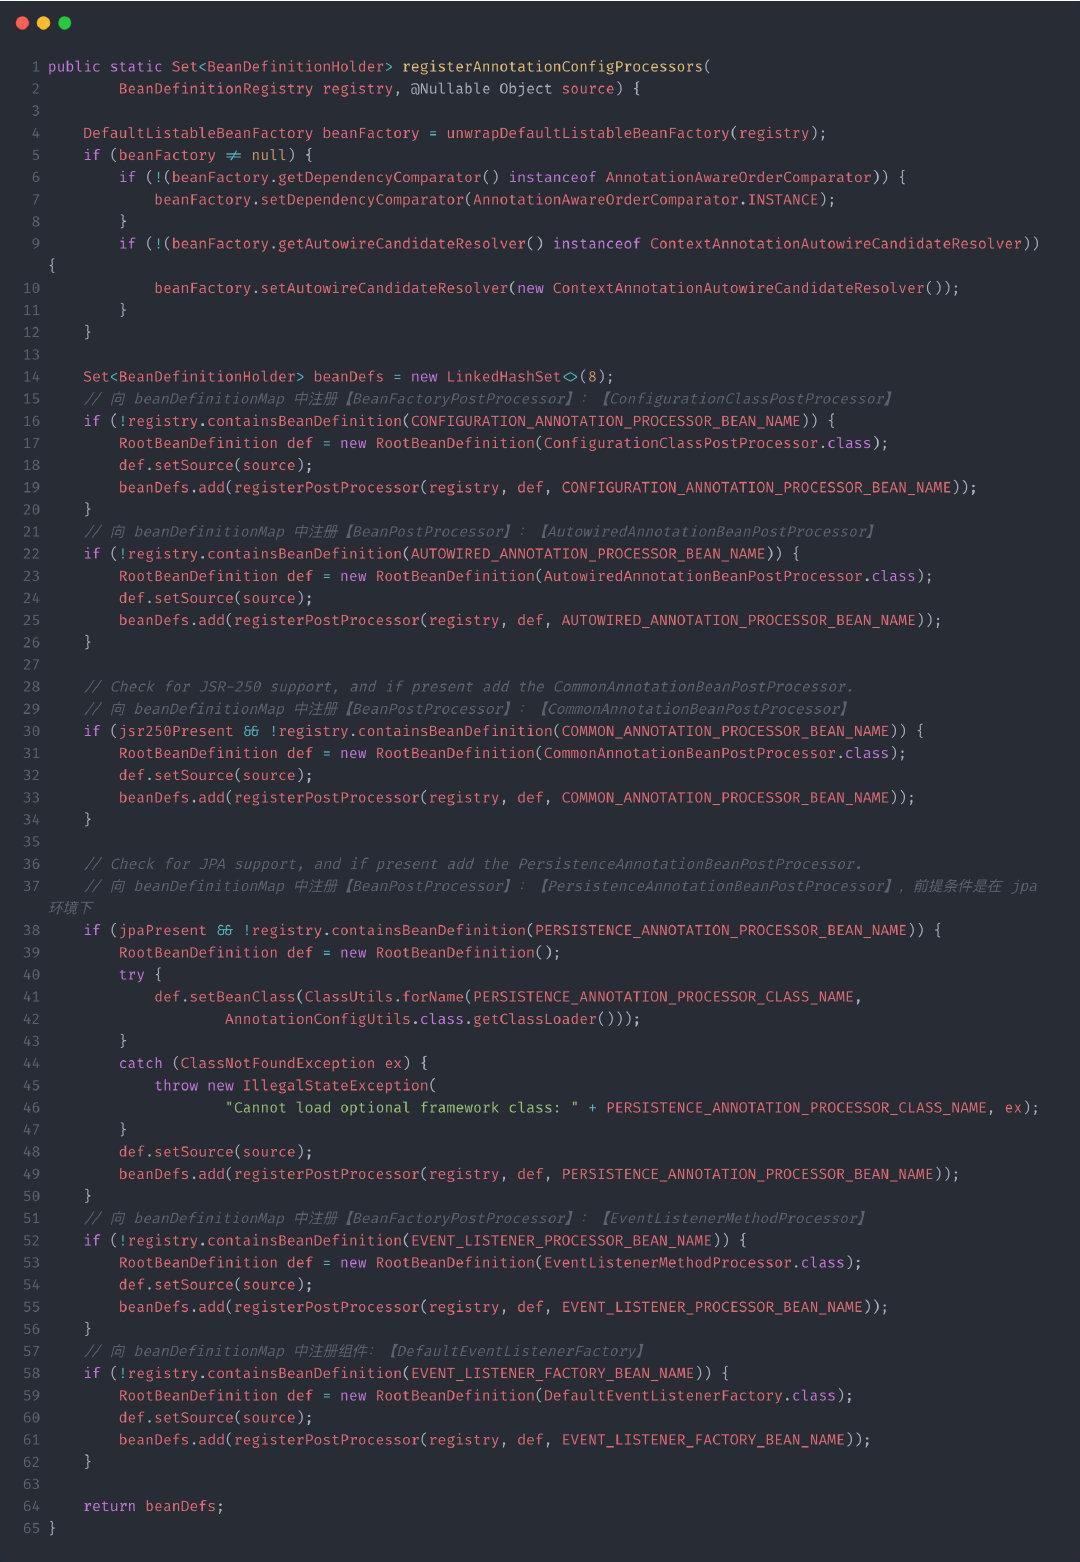 1 public static Set<BeanDefinitionHolder> registerAnnotationConfigProcessors(
2         BeanDefinitionRegistry registry, @Nullable Object source) {
3
4     DefaultListableBeanFactory beanFactory = unwrapDefaultListableBeanFactory(registry);
5     if (beanFactory != null) {
6         if (!(beanFactory.getDependencyComparator() instanceof AnnotationAwareOrderComparator)) {
7             beanFactory.setDependencyComparator(AnnotationAwareOrderComparator.INSTANCE);
8         }
9         if (!(beanFactory.getAutowireCandidateResolver() instanceof ContextAnnotationAutowireCandidateResolver))
{
10             beanFactory.setAutowireCandidateResolver(new ContextAnnotationAutowireCandidateResolver());
11         }
12     }
13
14     Set<BeanDefinitionHolder> beanDefs = new LinkedHashSet<>(8);
15     // 向 beanDefinitionMap 中注册【BeanFactoryPostProcessor】:【ConfigurationClassPostProcessor】
16     if (!registry.containsBeanDefinition(CONFIGURATION_ANNOTATION_PROCESSOR_BEAN_NAME)) {
17         RootBeanDefinition def = new RootBeanDefinition(ConfigurationClassPostProcessor.class);
18         def.setSource(source);
19         beanDefs.add(registerPostProcessor(registry, def, CONFIGURATION_ANNOTATION_PROCESSOR_BEAN_NAME));
20     }
21     // 向 beanDefinitionMap 中注册【BeanPostProcessor】:【AutowiredAnnotationBeanPostProcessor】
22     if (!registry.containsBeanDefinition(AUTOWIRED_ANNOTATION_PROCESSOR_BEAN_NAME)) {
23         RootBeanDefinition def = new RootBeanDefinition(AutowiredAnnotationBeanPostProcessor.class);
24         def.setSource(source);
25         beanDefs.add(registerPostProcessor(registry, def, AUTOWIRED_ANNOTATION_PROCESSOR_BEAN_NAME));
26     }
27
28     // Check for JSR-250 support, and if present add the CommonAnnotationBeanPostProcessor.
29     // 向 beanDefinitionMap 中注册【BeanPostProcessor】:【CommonAnnotationBeanPostProcessor】
30     if (jsr250Present && !registry.containsBeanDefinition(COMMON_ANNOTATION_PROCESSOR_BEAN_NAME)) {
31         RootBeanDefinition def = new RootBeanDefinition(CommonAnnotationBeanPostProcessor.class);
32         def.setSource(source);
33         beanDefs.add(registerPostProcessor(registry, def, COMMON_ANNOTATION_PROCESSOR_BEAN_NAME));
34     }
35
36     // Check for JPA support, and if present add the PersistenceAnnotationBeanPostProcessor.
37     // 向 beanDefinitionMap 中注册【BeanPostProcessor】:【PersistenceAnnotationBeanPostProcessor】,前提条件是在 jpa
环境下
38     if (jpaPresent && !registry.containsBeanDefinition(PERSISTENCE_ANNOTATION_PROCESSOR_BEAN_NAME)) {
39         RootBeanDefinition def = new RootBeanDefinition();
40         try {
41             def.setBeanClass(ClassUtils.forName(PERSISTENCE_ANNOTATION_PROCESSOR_CLASS_NAME,
42                     AnnotationConfigUtils.class.getClassLoader()));
43         }
44         catch (ClassNotFoundException ex) {
45             throw new IllegalStateException(
46                     "Cannot load optional framework class: " + PERSISTENCE_ANNOTATION_PROCESSOR_CLASS_NAME, ex);
47         }
48         def.setSource(source);
49         beanDefs.add(registerPostProcessor(registry, def, PERSISTENCE_ANNOTATION_PROCESSOR_BEAN_NAME));
50     }
51     // 向 beanDefinitionMap 中注册【BeanFactoryPostProcessor】:【EventListenerMethodProcessor】
52     if (!registry.containsBeanDefinition(EVENT_LISTENER_PROCESSOR_BEAN_NAME)) {
53         RootBeanDefinition def = new RootBeanDefinition(EventListenerMethodProcessor.class);
54         def.setSource(source);
55         beanDefs.add(registerPostProcessor(registry, def, EVENT_LISTENER_PROCESSOR_BEAN_NAME));
56     }
57     // 向 beanDefinitionMap 中注册组件:【DefaultEventListenerFactory】
58     if (!registry.containsBeanDefinition(EVENT_LISTENER_FACTORY_BEAN_NAME)) {
59         RootBeanDefinition def = new RootBeanDefinition(DefaultEventListenerFactory.class);
60         def.setSource(source);
61         beanDefs.add(registerPostProcessor(registry, def, EVENT_LISTENER_FACTORY_BEAN_NAME));
62     }
63
64     return beanDefs;
65 }